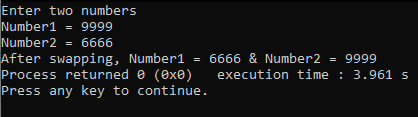 Enter two numbers
Number1 = 9999
Number2 = 6666
After swapping, Number1 = 6666 & Number2 = 9999
Process returned 0 (0x0)   execution time : 3.961 s
Press any key to continue.